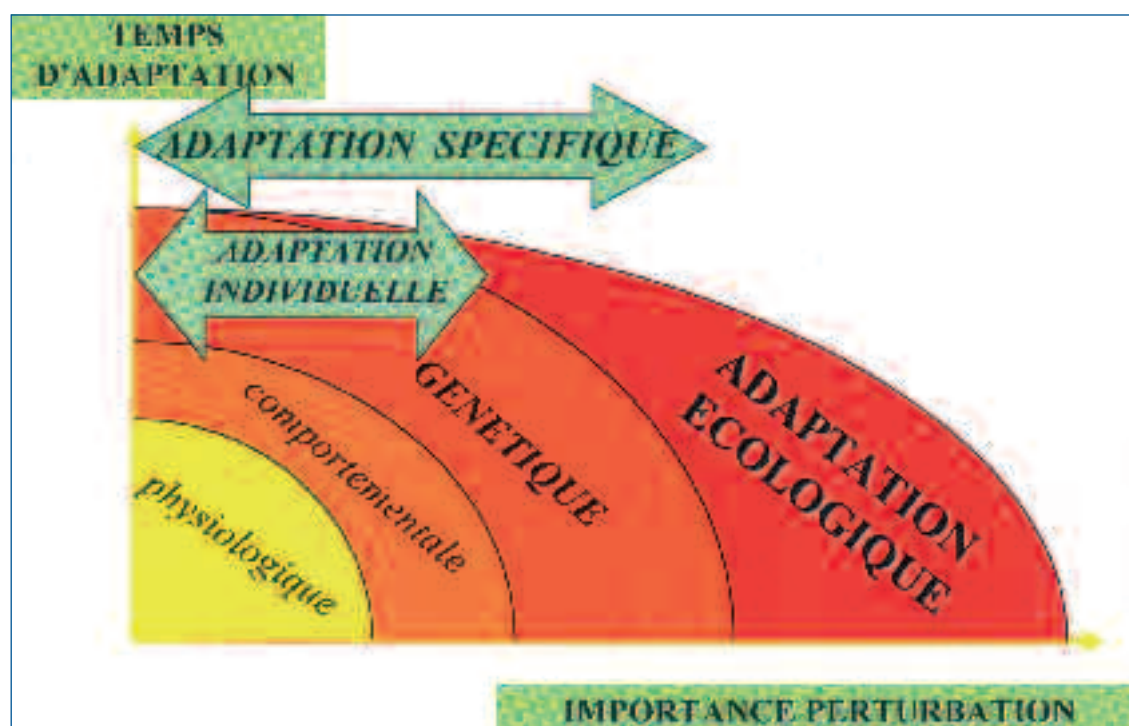 TEMPS
D'ADAPTATION
ADAPTATION SPECIFIQUE
ADAPTATION
INDIVIDUELLE
GENETIQUE
comportementale
physiologique
ADAPTATION
ECOLOGIQUE
IMPORTANCE PERTURBATION